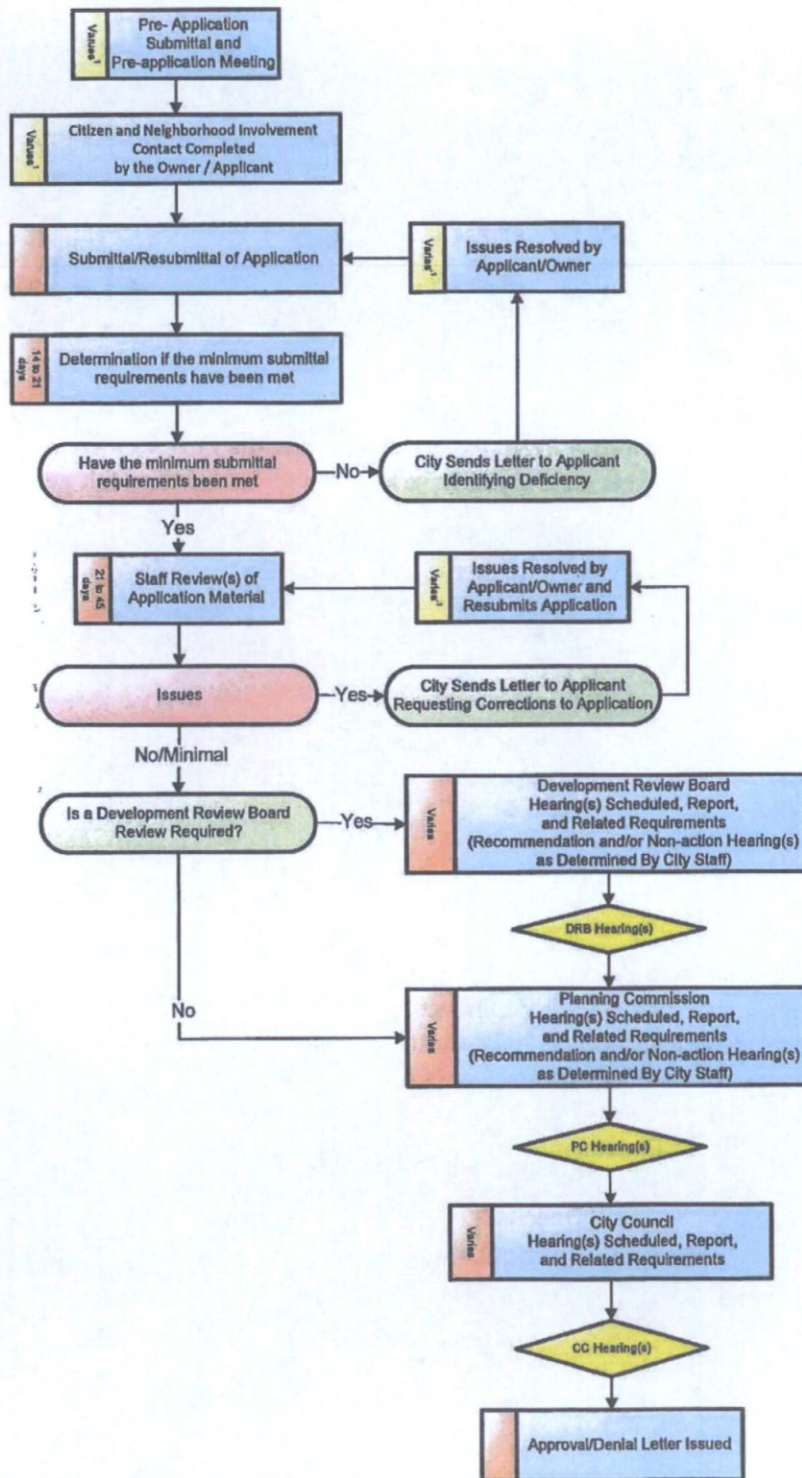 Varues¹
Pre- Application
Submittal and
Pre-application Meeting
Varues¹
Citizen and Neighborhood Involvement
Contact Completed
by the Owner / Applicant
Submittal/Resubmittal of Application
Varies¹
Issues Resolved by
Applicant/Owner
14 to 21
days
Determination if the minimum submittal
requirements have been met
Have the minimum submittal
requirements been met
No
City Sends Letter to Applicant
Identifying Deficiency
Yes
21 to 45
days
Staff Review(s) of
Application Material
Varies¹
Issues Resolved by
Applicant/Owner and
Resubmits Application
Issues
Yes
City Sends Letter to Applicant
Requesting Corrections to Application
No/Minimal
Is a Development Review Board
Review Required?
Yes
Varies
Development Review Board
Hearing(s) Scheduled, Report,
and Related Requirements
(Recommendation and/or Non-action Hearing(s)
as Determined By City Staff)
DRB Hearing(s)
No
Varies
Planning Commission
Hearing(s) Scheduled, Report,
and Related Requirements
(Recommendation and/or Non-action Hearing(s)
as Determined By City Staff)
PC Hearing(s)
Varies
City Council
Hearing(s) Scheduled, Report,
and Related Requirements
CC Hearing(s)
Approval/Denial Letter Issued